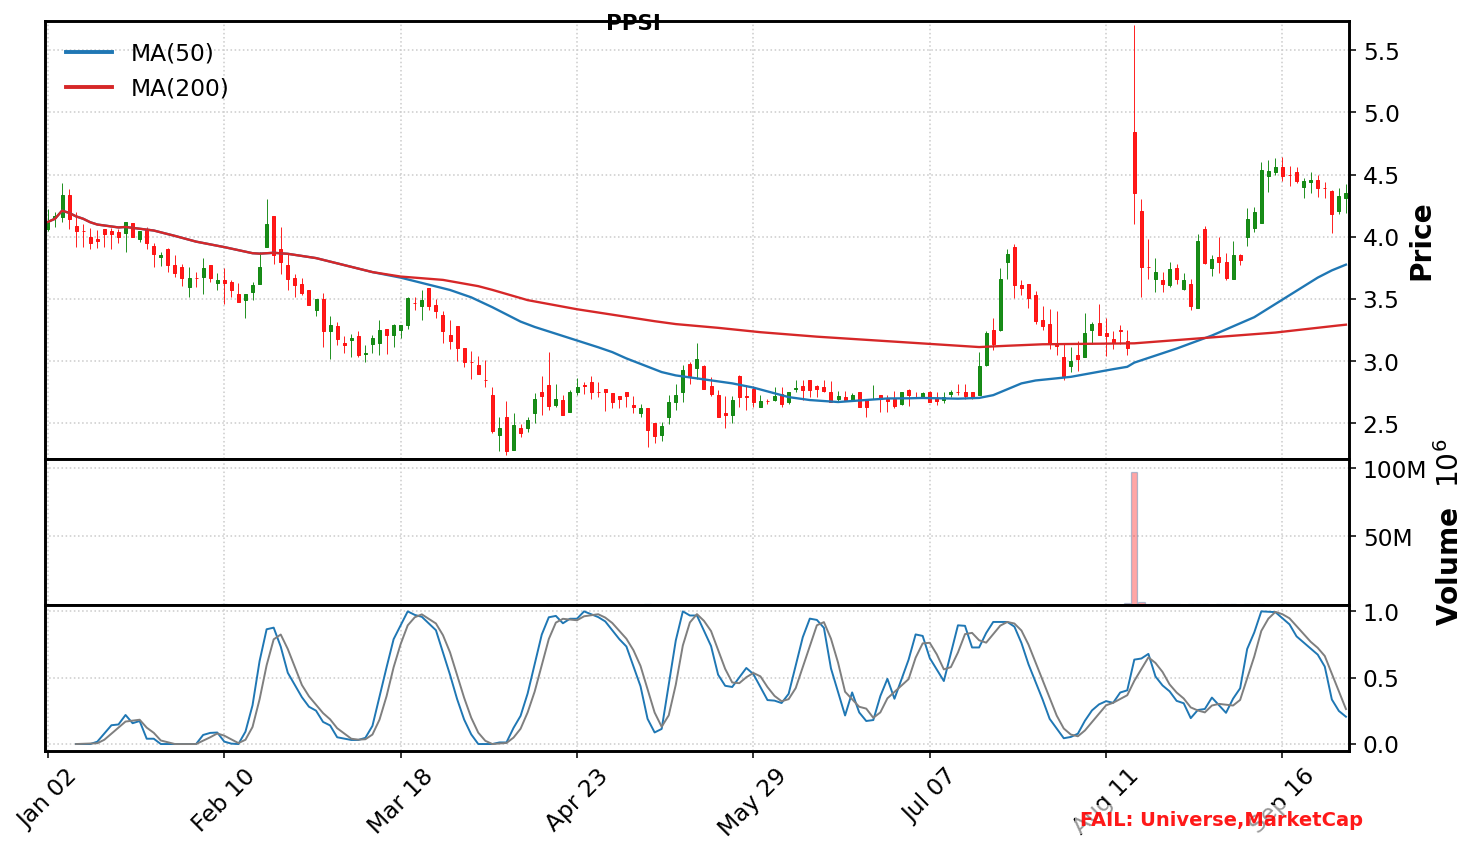 PPSI
MA(50)
MA(200)
5.5
5.0
4.5
4.0
3.5
3.0
2.5
Price
100M
50M
Volume 10^6
1.0
0.5
0.0
Jan 02
Feb 10
Mar 18
Apr 23
May 29
Jul 07
Aug 11
Sep 16
FAIL: Universe,MarketCap